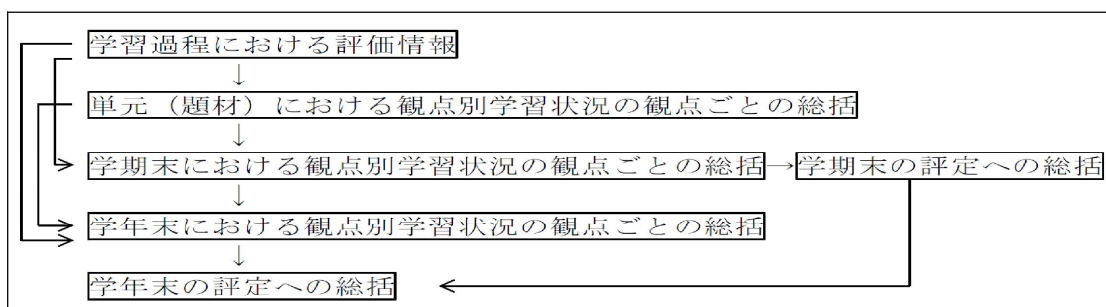 学習過程における評価情報
↓
単元（題材）における観点別学習状況の観点ごとの総括
↓
学期末における観点別学習状況の観点ごとの総括→学期末の評定への総括
↓
学年末における観点別学習状況の観点ごとの総括
↓
学年末の評定への総括